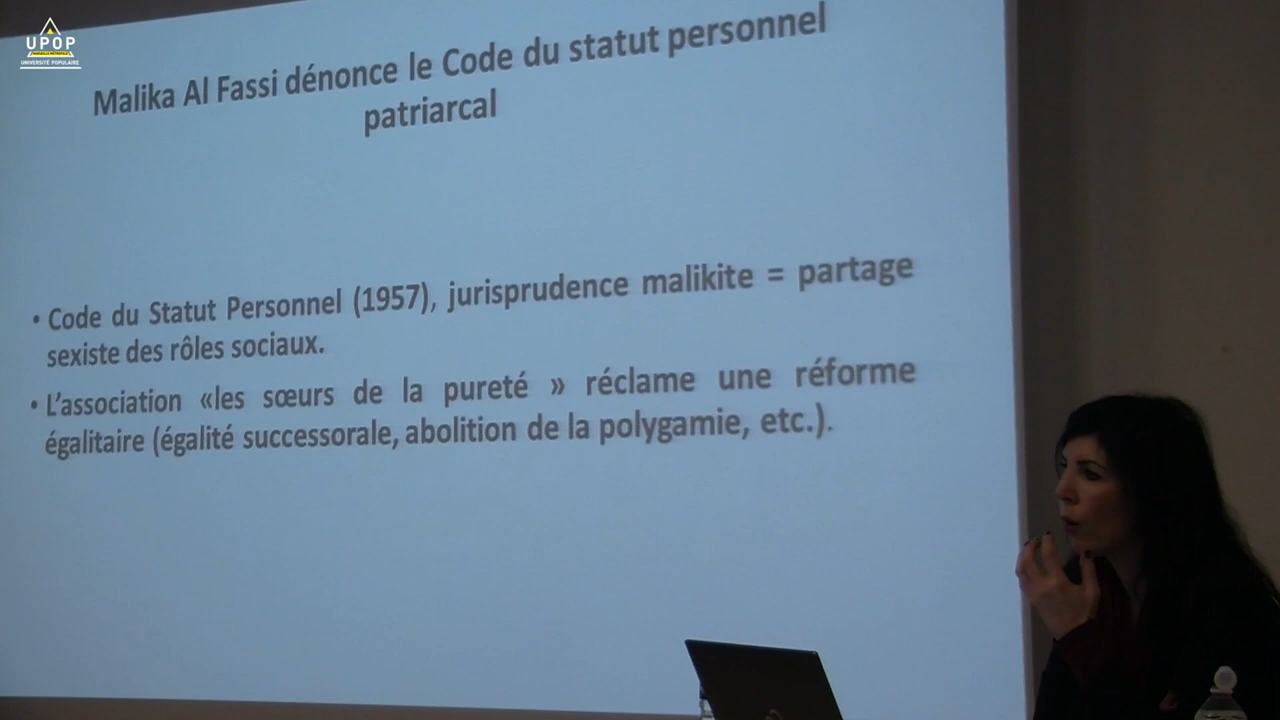 UPOP
MARSEILLE MÉTROPOLE
UNIVERSITÉ POPULAIRE
Malika Al Fassi dénonce le Code du statut personnel
patriarcal
• Code du Statut Personnel (1957), jurisprudence malikite = partage
sexiste des rôles sociaux.
• L’association «les sœurs de la pureté » réclame une réforme
égalitaire (égalité successorale, abolition de la polygamie, etc.).